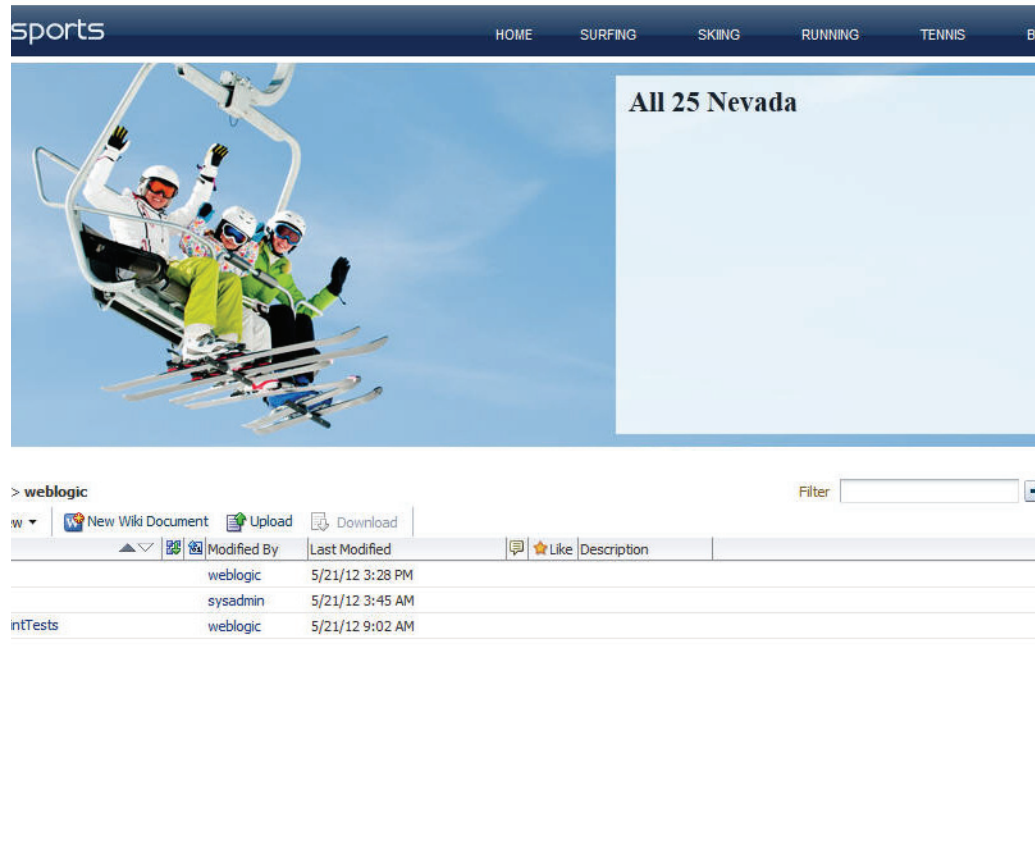 sports HOME SURFING SKIING RUNNING TENNIS B
All 25 Nevada
> weblogic Filter
ew New Wiki Document Upload Download
Modified By Last Modified Like Description
weblogic 5/21/12 3:28 PM
sysadmin 5/21/12 3:45 AM
intTests weblogic 5/21/12 9:02 AM